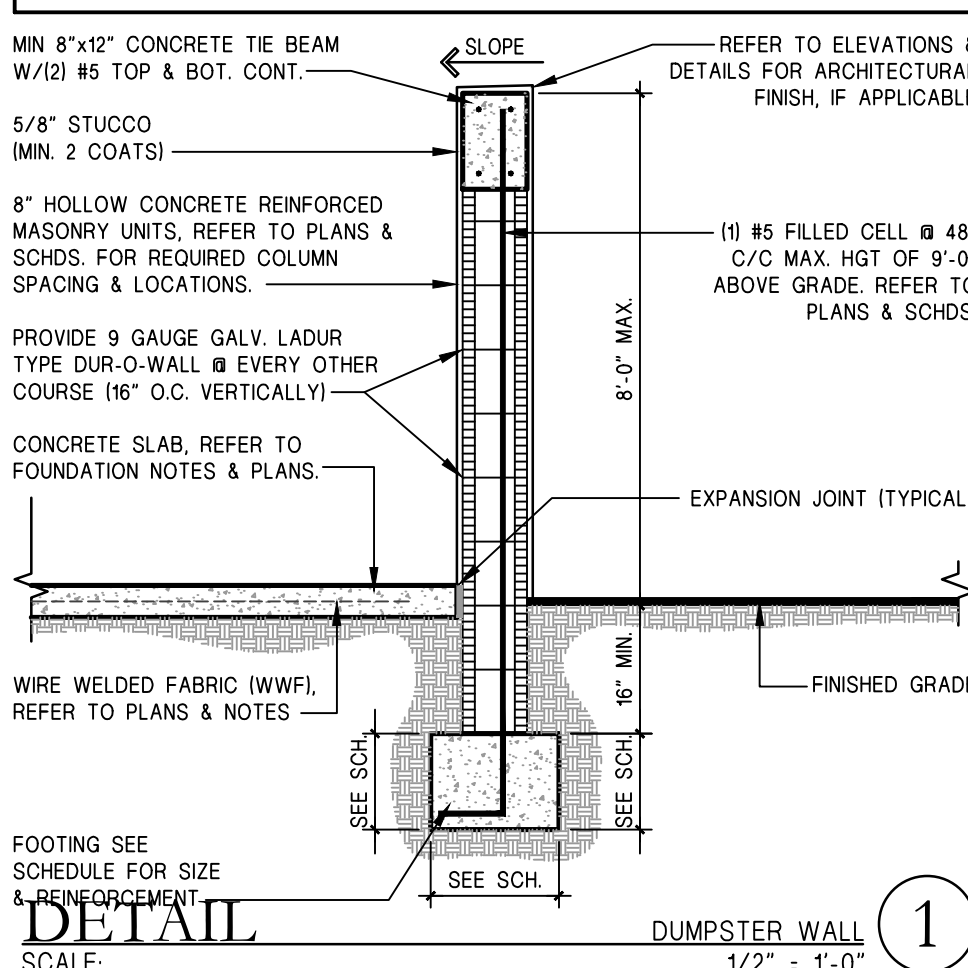 MIN 8"x12" CONCRETE TIE BEAM
W/(2) #5 TOP & BOT. CONT.
5/8" STUCCO
(MIN. 2 COATS)
8" HOLLOW CONCRETE REINFORCED
MASONRY UNITS, REFER TO PLANS &
SCHDS. FOR REQUIRED COLUMN
SPACING & LOCATIONS.
PROVIDE 9 GAUGE GALV. LADUR
TYPE DUR-O-WALL @ EVERY OTHER
COURSE (16" O.C. VERTICALLY)
CONCRETE SLAB, REFER TO
FOUNDATION NOTES & PLANS.
WIRE WELDED FABRIC (WWF),
REFER TO PLANS & NOTES
FOOTING SEE
SCHEDULE FOR SIZE
& REINFORCEMENT
SLOPE
REFER TO ELEVATIONS &
DETAILS FOR ARCHITECTURAL
FINISH, IF APPLICABLE
(1) #5 FILLED CELL @ 48
C/C MAX. HGT OF 9'-0
ABOVE GRADE. REFER TO
PLANS & SCHDS
8'-0" MAX.
EXPANSION JOINT (TYPICAL
16" MIN.
FINISHED GRADE
SEE SCH.
SEE SCH.
SEE SCH.
DETAIL
DUMPSTER WALL
1
SCALE:
1/2" = 1'-0"